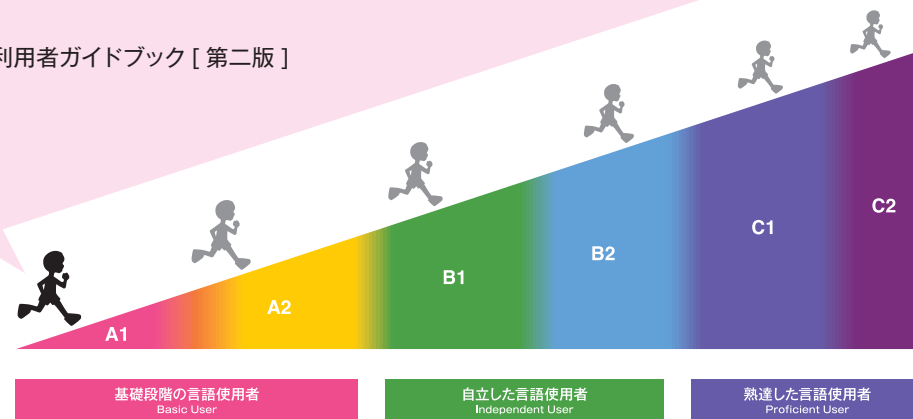 利用者ガイドブック [ 第二版 ]
A1
A2
B1
B2
C1
C2
基礎段階の言語使用者
Basic User
自立した言語使用者
Independent User
熟達した言語使用者
Proficient User